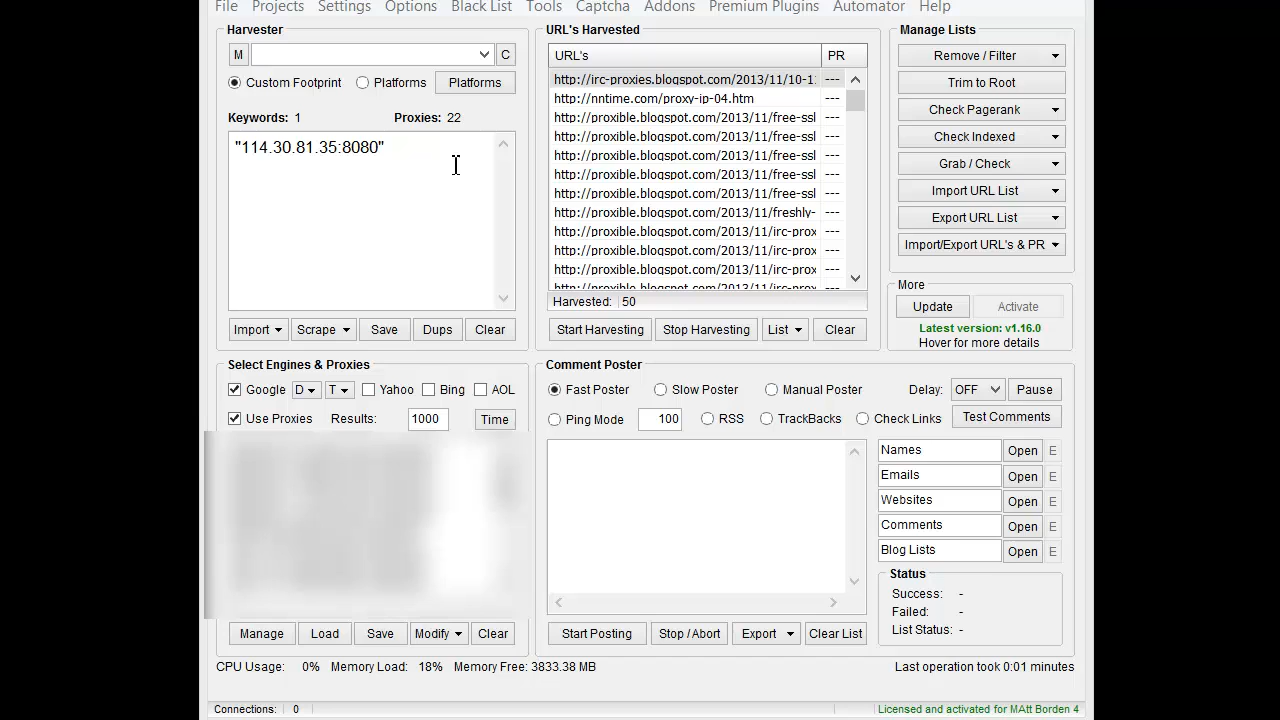 File Projects Settings Options Black List Tools Captcha Addons Premium Plugins Automator Help
Harvester
M
C
Custom Footprint Platforms Platforms
Keywords: 1 Proxies: 22
"114.30.81.35:8080"
Import Scrape Save Dups Clear
URL's Harvested
URL's PR
http://irc-proxies.blogspot.com/2013/11/10-1 ---
http://nntime.com/proxy-ip-04.htm ---
http://proxible.blogspot.com/2013/11/free-ssl ---
http://proxible.blogspot.com/2013/11/free-ssl ---
http://proxible.blogspot.com/2013/11/free-ssl ---
http://proxible.blogspot.com/2013/11/free-ssl ---
http://proxible.blogspot.com/2013/11/free-ssl ---
http://proxible.blogspot.com/2013/11/freshly- ---
http://proxible.blogspot.com/2013/11/irc-prox ---
http://proxible.blogspot.com/2013/11/irc-prox ---
http://proxible.blogspot.com/2013/11/irc-prox ---
Harvested: 50
Start Harvesting Stop Harvesting List Clear
Manage Lists
Remove / Filter
Trim to Root
Check Pagerank
Check Indexed
Grab / Check
Import URL List
Export URL List
Import/Export URL's & PR
More
Update Activate
Latest version: v1.16.0
Hover for more details
Select Engines & Proxies
Google D T Yahoo Bing AOL
Use Proxies Results: 1000 Time
Manage Load Save Modify Clear
Comment Poster
Fast Poster Slow Poster Manual Poster Delay: OFF Pause
Ping Mode 100 RSS TrackBacks Check Links Test Comments
Names Open E
Emails Open E
Websites Open E
Comments Open E
Blog Lists Open E
Status
Success: -
Failed: -
List Status: -
Start Posting Stop / Abort Export Clear List
CPU Usage: 0% Memory Load: 18% Memory Free: 3833.38 MB Last operation took 0:01 minutes
Connections: 0 Licensed and activated for MAtt Borden 4